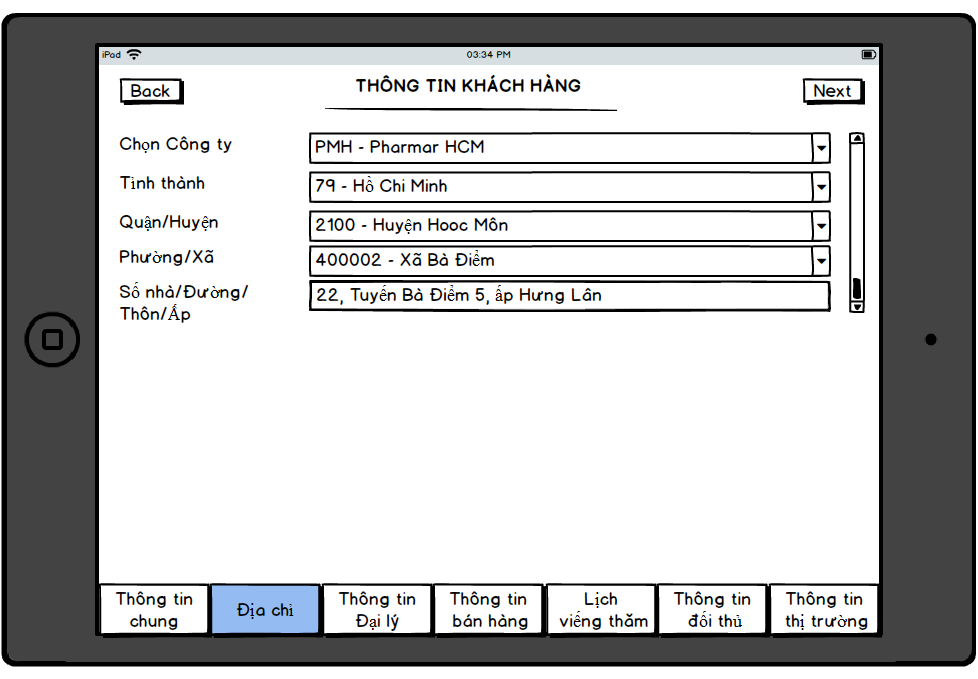 iPad 03:34 PM
Back THÔNG TIN KHÁCH HÀNG Next
Chọn Công ty PMH - Pharmar HCM
Tỉnh thành 79 - Hồ Chi Minh
Quận/Huyện 2100 - Huyện Hooc Môn
Phường/Xã 400002 - Xã Bà Điểm
Số nhà/Đường/ 22, Tuyến Bà Điểm 5, ấp Hưng Lân
Thôn/Ấp
Thông tin chung
Địa chỉ
Thông tin Đại lý
Thông tin bán hàng
Lịch viếng thăm
Thông tin đối thủ
Thông tin thị trường